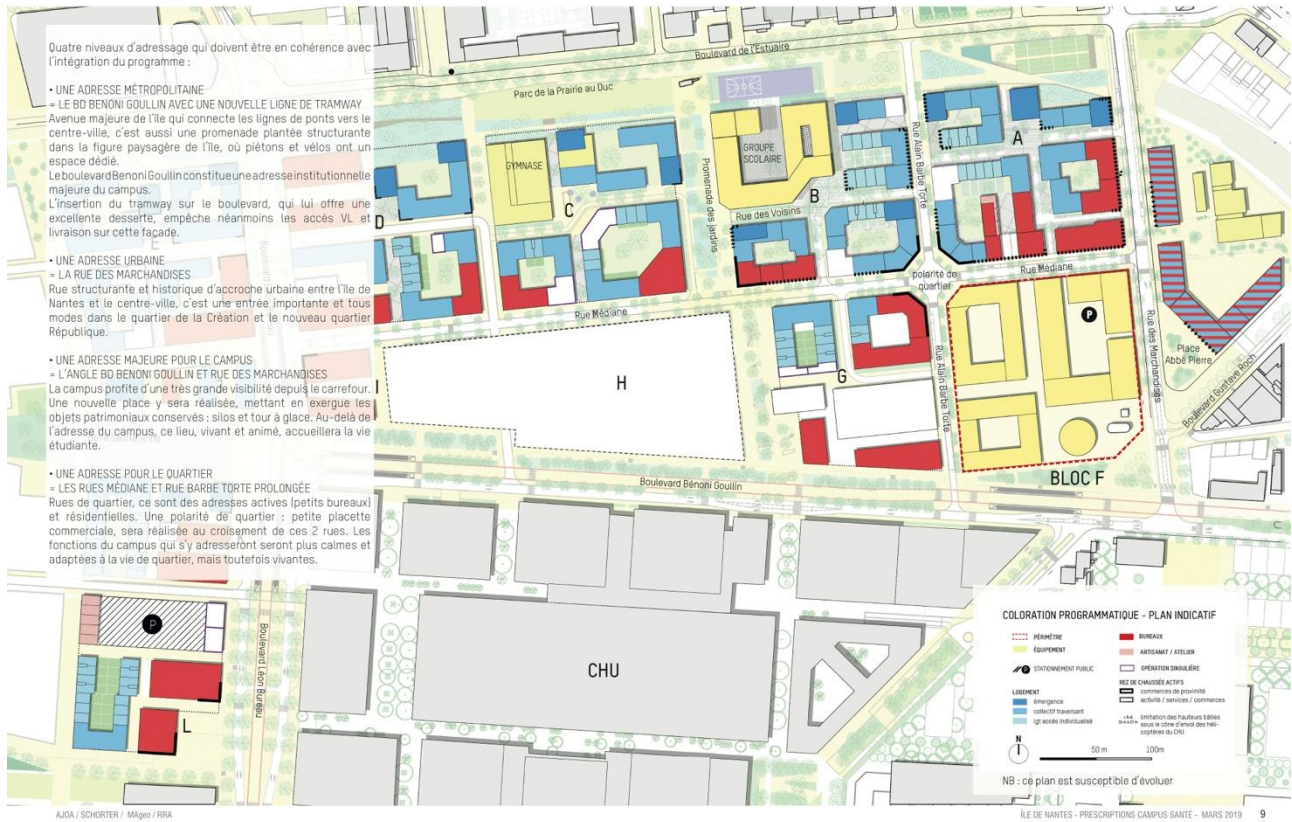 Quatre niveaux d'adressage qui doivent être en cohérence avec
l'intégration du programme :
• UNE ADRESSE MÉTROPOLITAINE
= LE BD BENONI GOULLIN AVEC UNE NOUVELLE LIGNE DE TRAMWAY
Avenue majeure de l'île qui connecte les lignes de ponts vers le
centre-ville, c'est aussi une promenade plantée structurante
dans la figure paysagère de l'île, où piétons et vélos ont un
espace dédié.
Le boulevard Benoni Goullin constitue une adresse institutionnelle
majeure du campus.
L'insertion du tramway sur le boulevard, qui lui offre une
excellente desserte, empêche néanmoins les accès VL et
livraison sur cette façade.
• UNE ADRESSE URBAINE
= LA RUE DES MARCHANDISES
Rue structurante et historique d'accroche urbaine entre l'île de
Nantes et le centre-ville, c'est une entrée importante et tous
modes dans le quartier de la Création et le nouveau quartier
République.
• UNE ADRESSE MAJEURE POUR LE CAMPUS
= L'ANGLE BD BENONI GOULLIN ET RUE DES MARCHANDISES
La campus profite d'une très grande visibilité depuis le carrefour.
Une nouvelle place y sera réalisée, mettant en exergue les
objets patrimoniaux conservés : silos et tour à place. Au-delà de
l'adresse du campus, ce lieu, vivant et animé, accueillera la vie
étudiante.
• UNE ADRESSE POUR LE QUARTIER
= LES RUES MÉDIANE ET RUE BARBE TORTE PROLONGÉE
Rues de quartier, ce sont des adresses actives (petits bureaux)
et résidentielles. Une polarité de quartier : petite placette
commerciale, sera réalisée au croisement de ces 2 rues. Les
fonctions du campus qui s'y adresseront seront plus calmes et
adaptées à la vie de quartier, mais toutefois vivantes.
Boulevard de l'Estuaire
Parc de la Prairie au Duc
GYMNASE
GROUPE
SCOLAIRE
A
B
C
D
Promenade des Jardins
Rue des Voisins
Rue Alain Barbe Torte
polarité de
quartier
Rue Médiane
Rue Médiane
P
Place
Abbé Pierre
Rue des Marchandises
Boulevard Gustave Roch
I
H
G
Rue Alain Barbe Torte
BLOC F
Boulevard Bénoni Goullin
CHU
P
L
Boulevard Léon Bureau
COLORATION PROGRAMMATIQUE - PLAN INDICATIF
PÉRIMÈTRE
ÉQUIPEMENT
P STATIONNEMENT PUBLIC
LOGEMENT
émergence
collectif traversant
lgt accès individualisé
BUREAUX
ARTISANAT / ATELIER
OPÉRATION SINGULIÈRE
REZ DE CHAUSSÉE ACTIFS
commerces de proximité
activité / services / commerces
limitation des hauteurs bâties
sous le cône d'envol des héli-
coptères du CHU
N
50 m 100m
NB : ce plan est susceptible d'évoluer
AJOA / SCHORTER / MAgeo / RRA
ÎLE DE NANTES - PRESCRIPTIONS CAMPUS SANTÉ - MARS 2019 9